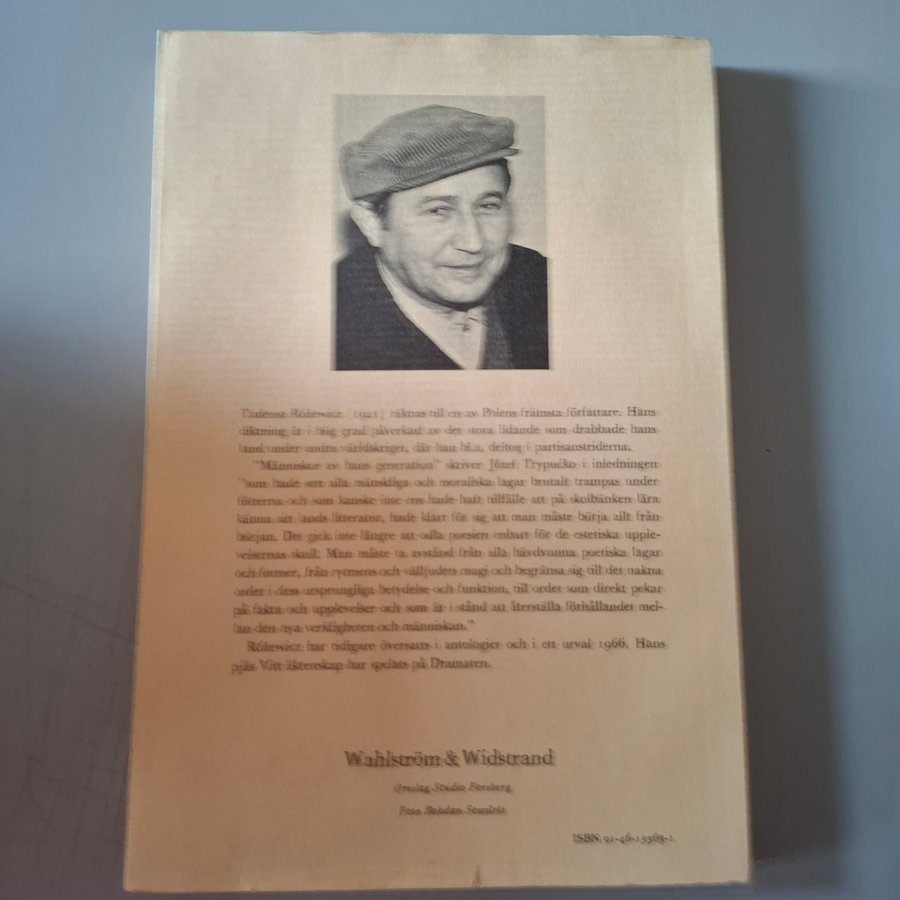 Tadeusz Różewicz [1921] räknas till en av Polens främsta författare. Hans
diktning är i hög grad påverkad av det stora lidande som drabbade hans
land under andra världskriget, där han bl.a. deltog i partisanstriderna.
"Människor av hans generation" skriver Józef Trypućko i inledningen
"som hade sett alla mänskliga och moraliska lagar brutalt trampas under
fötterna och som kanske inte ens hade haft tillfälle att på skolbänken lära
känna sitt lands litteratur, hade klart för sig att man måste börja allt från
början. Det gick inte längre att odla poesien enbart för de estetiska upple-
velsernas skull. Man måste ta avstånd från alla hävdvunna poetiska lagar
och former, från rytmens och välljudets magi och begränsa sig till det nakna
ordet i dess ursprungliga betydelse och funktion, till ordet som direkt pekar
på fakta och upplevelser och som är i stånd att återställa förhållandet mel-
lan den nya verkligheten och människan."
Różewicz har tidigare översatts i antologier och i ett urval 1966. Hans
pjäs Vitt äktenskap har spelats på Dramaten.
Wahlström & Widstrand
Omslag Studio Forsberg
Foto Bohdan
ISBN 91-46-13363-1.